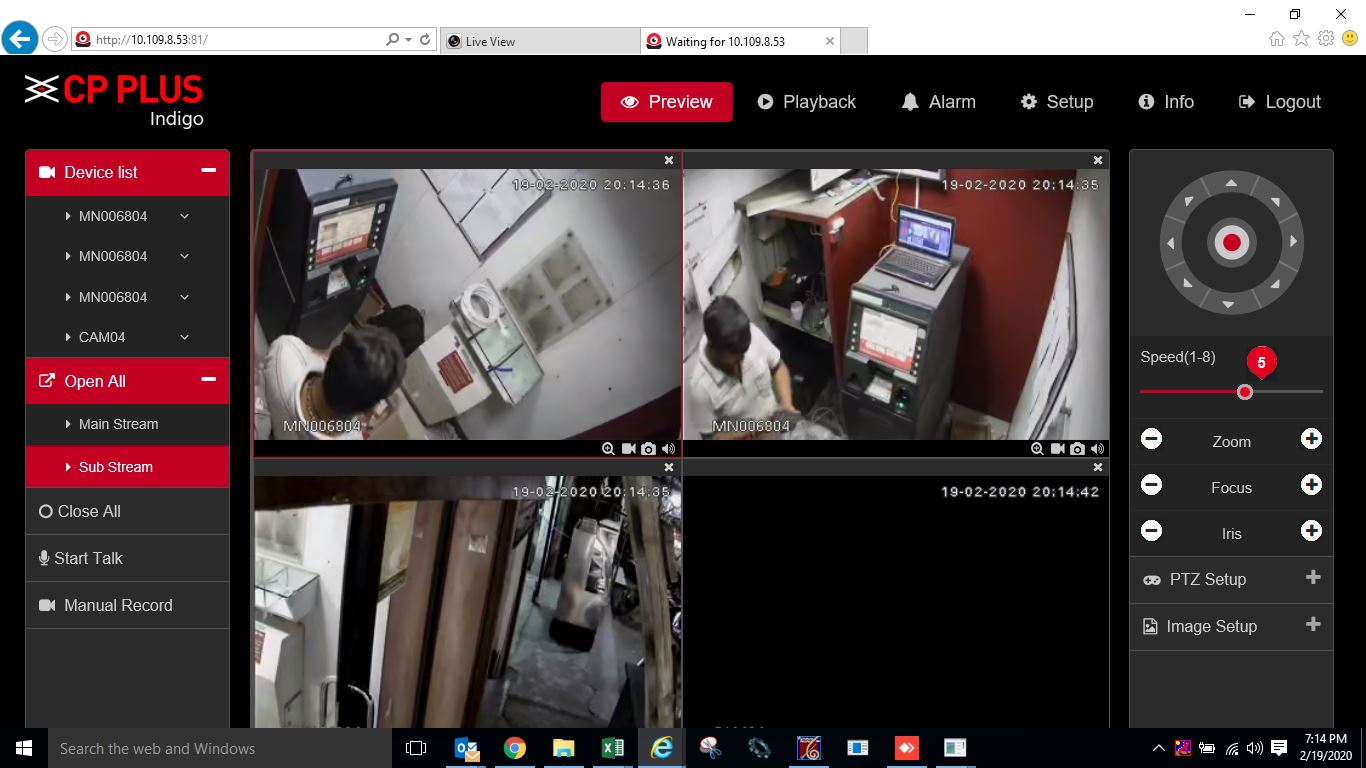 http://10.109.8.53:81/
Live View
Waiting for 10.109.8.53
CP PLUS
Indigo
Preview
Playback
Alarm
Setup
Info
Logout
Device list
MN006804
MN006804
MN006804
CAM04
Open All
Main Stream
Sub Stream
Close All
Start Talk
Manual Record
19-02-2020 20:14:36
MN006804
19-02-2020 20:14:35
MN006804
19-02-2020 20:14:35
19-02-2020 20:14:42
Speed(1-8)
5
Zoom
Focus
Iris
PTZ Setup
Image Setup
Search the web and Windows
7:14 PM
2/19/2020